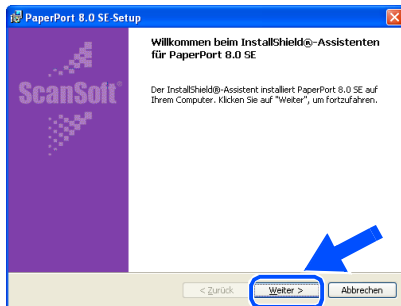 PaperPort 8.0 SE-Setup
Willkommen beim InstallShield®-Assistenten
für PaperPort 8.0 SE
ScanSoft®
Der InstallShield®-Assistent installiert PaperPort 8.0 SE auf
Ihrem Computer. Klicken Sie auf "Weiter", um fortzufahren.
< Zurück Weiter > Abbrechen